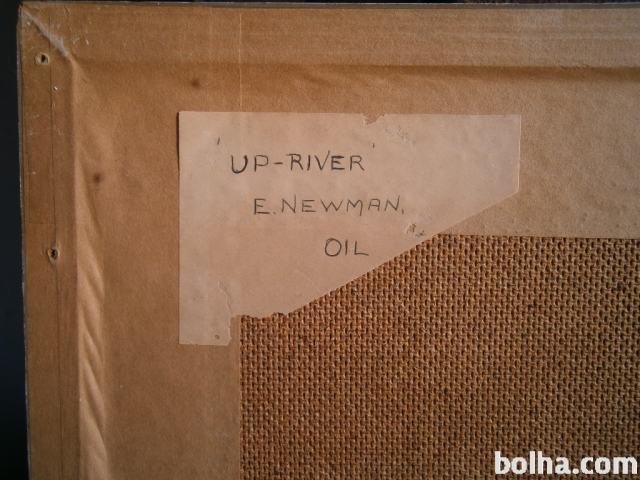 'UP-RIVER'
E. NEWMAN.
OIL
bolha.com®